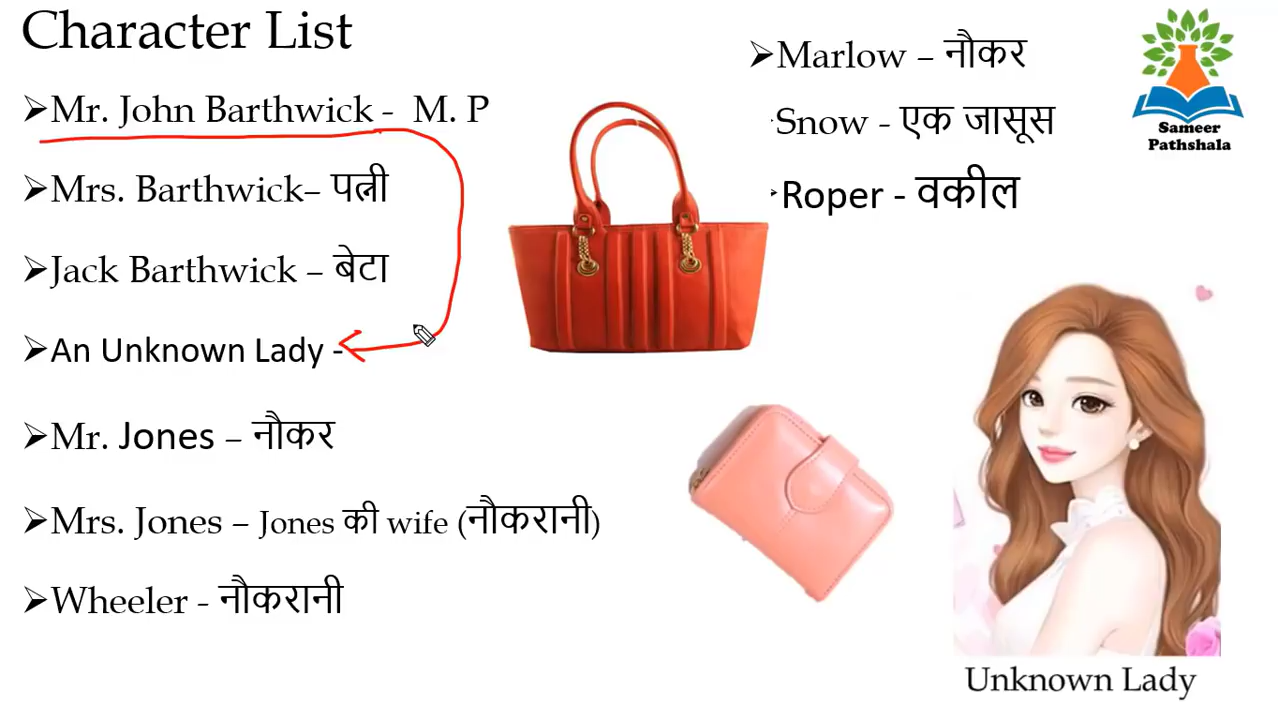 Character List
➢Mr. John Barthwick - M. P
➢Mrs. Barthwick– पत्नी
➢Jack Barthwick – बेटा
➢An Unknown Lady -
➢Mr. Jones – नौकर
➢Mrs. Jones – Jones की wife (नौकरानी)
➢Wheeler - नौकरानी
➢Marlow – नौकर
Snow - एक जासूस
Roper - वकील
Sameer
Pathshala
Unknown Lady